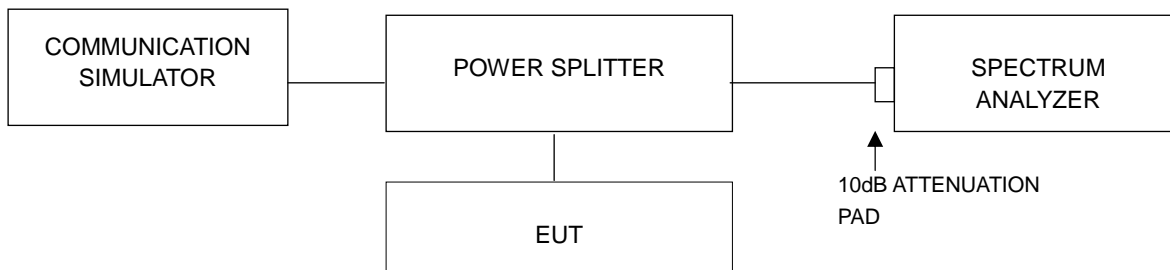 COMMUNICATION
SIMULATOR
POWER SPLITTER
SPECTRUM
ANALYZER
10dB ATTENUATION
PAD
EUT